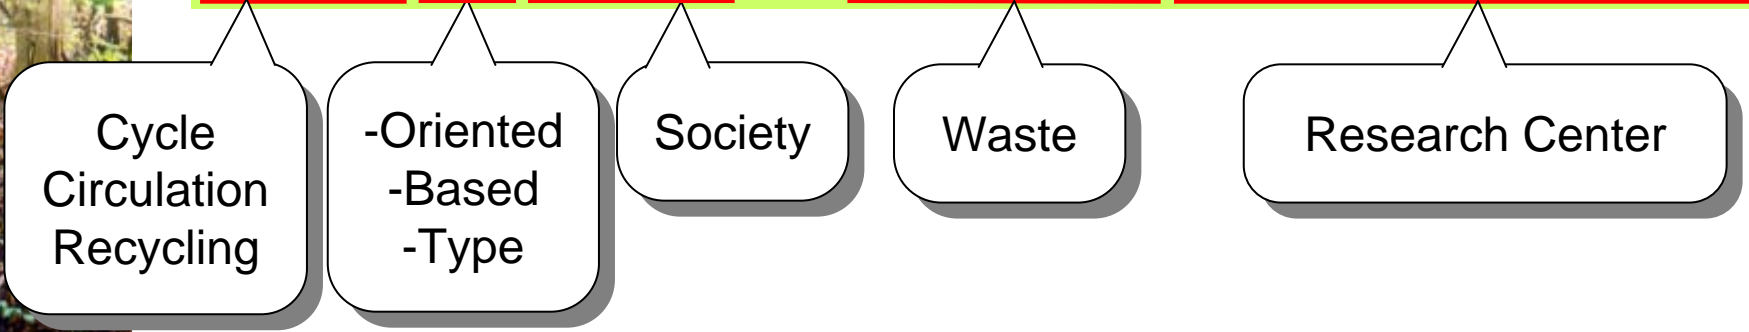 Cycle
Circulation
Recycling
-Oriented
-Based
-Type
Society
Waste
Research Center